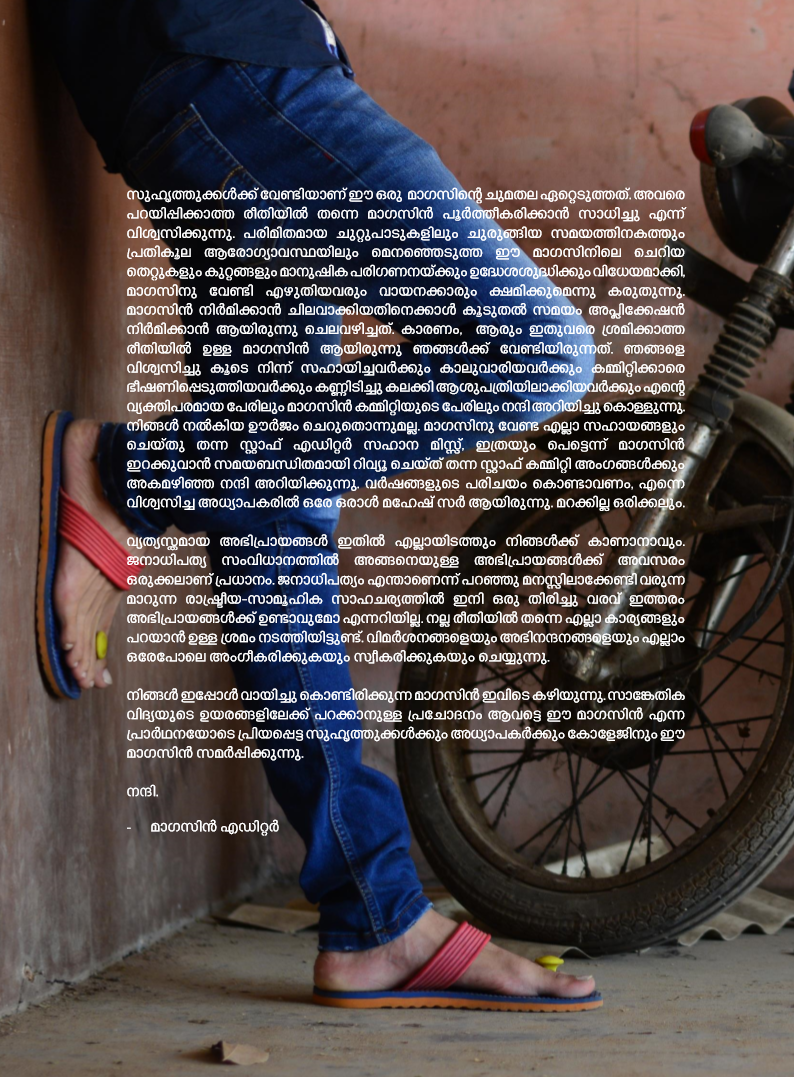 സുഹൃത്തുക്കൾക്ക് വേണ്ടിയാണ് ഈ ഒരു മാഗസിന്റെ ചുമതല ഏറ്റെടുത്തത്. അവരെ
പറയിപ്പിക്കാത്ത രീതിയിൽ തന്നെ മാഗസിൻ പൂർത്തീകരിക്കാൻ സാധിച്ചു എന്ന്
വിശ്വസിക്കുന്നു. പരിമിതമായ ചുറ്റുപാടുകളിലും ചുരുങ്ങിയ സമയത്തിനകത്തും
പ്രതികൂല ആരോഗ്യാവസ്ഥയിലും മെനഞ്ഞെടുത്ത ഈ മാഗസിനിലെ ചെറിയ
തെറ്റുകളും കുറ്റങ്ങളും മാനുഷിക പരിഗണനയ്ക്കും ഉദ്ധേശശുദ്ധിക്കും വിധേയമാക്കി,
മാഗസിനു വേണ്ടി എഴുതിയവരും വായനക്കാരും ക്ഷമിക്കുമെന്നു കരുതുന്നു.
മാഗസിൻ നിർമിക്കാൻ ചിലവാക്കിയതിനെക്കാൾ കൂടുതൽ സമയം അപ്ലിക്കേഷൻ
നിർമിക്കാൻ ആയിരുന്നു ചെലവഴിച്ചത്. കാരണം, ആരും ഇതുവരെ ശ്രമിക്കാത്ത
രീതിയിൽ ഉള്ള മാഗസിൻ ആയിരുന്നു ഞങ്ങൾക്ക് വേണ്ടിയിരുന്നത്. ഞങ്ങളെ
വിശ്വസിച്ചു കൂടെ നിന്ന് സഹായിച്ചവർക്കും കാലുവാരിയവർക്കും കമ്മിറ്റിക്കാരെ
ഭീഷണിപ്പെടുത്തിയവർക്കും കണ്ണിടിച്ചു കലക്കി ആശുപത്രിയിലാക്കിയവർക്കും എന്റെ
വ്യക്തിപരമായ പേരിലും മാഗസിൻ കമ്മിറ്റിയുടെ പേരിലും നന്ദി അറിയിച്ചു കൊള്ളുന്നു.
നിങ്ങൾ നൽകിയ ഊർജം ചെറുതൊന്നുമല്ല. മാഗസിനു വേണ്ട എല്ലാ സഹായങ്ങളും
ചെയ്തു തന്ന സ്റ്റാഫ് എഡിറ്റർ സഹാന മിസ്സ്, ഇത്രയും പെട്ടെന്ന് മാഗസിൻ
ഇറക്കുവാൻ സമയബന്ധിതമായി റിവ്യൂ ചെയ്ത് തന്ന സ്റ്റാഫ് കമ്മിറ്റി അംഗങ്ങൾക്കും
അകമഴിഞ്ഞ നന്ദി അറിയിക്കുന്നു. വർഷങ്ങളുടെ പരിചയം കൊണ്ടാവണം, എന്നെ
വിശ്വസിച്ച അധ്യാപകരിൽ ഒരേ ഒരാൾ മഹേഷ് സർ ആയിരുന്നു. മറക്കില്ല ഒരിക്കലും.
വ്യത്യസ്തമായ അഭിപ്രായങ്ങൾ ഇതിൽ എല്ലായിടത്തും നിങ്ങൾക്ക് കാണാനാവും.
ജനാധിപത്യ സംവിധാനത്തിൽ അങ്ങനെയുള്ള അഭിപ്രായങ്ങൾക്ക് അവസരം
ഒരുക്കലാണ് പ്രധാനം. ജനാധിപത്യം എന്താണെന്ന് പറഞ്ഞു മനസ്സിലാക്കേണ്ടി വരുന്ന
മാറുന്ന രാഷ്ട്രീയ-സാമൂഹിക സാഹചര്യത്തിൽ ഇനി ഒരു തിരിച്ചു വരവ് ഇത്തരം
അഭിപ്രായങ്ങൾക്ക് ഉണ്ടാവുമോ എന്നറിയില്ല. നല്ല രീതിയിൽ തന്നെ എല്ലാ കാര്യങ്ങളും
പറയാൻ ഉള്ള ശ്രമം നടത്തിയിട്ടുണ്ട്. വിമർശനങ്ങളെയും അഭിനന്ദനങ്ങളെയും എല്ലാം
ഒരേപോലെ അംഗീകരിക്കുകയും സ്വീകരിക്കുകയും ചെയ്യുന്നു.
നിങ്ങൾ ഇപ്പോൾ വായിച്ചു കൊണ്ടിരിക്കുന്ന മാഗസിൻ ഇവിടെ കഴിയുന്നു. സാങ്കേതിക
വിദ്യയുടെ ഉയരങ്ങളിലേക്ക് പറക്കാനുള്ള പ്രചോദനം ആവട്ടെ ഈ മാഗസിൻ എന്ന
പ്രാർഥനയോടെ പ്രിയപ്പെട്ട സുഹൃത്തുക്കൾക്കും അധ്യാപകർക്കും കോളേജിനും ഈ
മാഗസിൻ സമർപ്പിക്കുന്നു.
നന്ദി.
- മാഗസിൻ എഡിറ്റർ